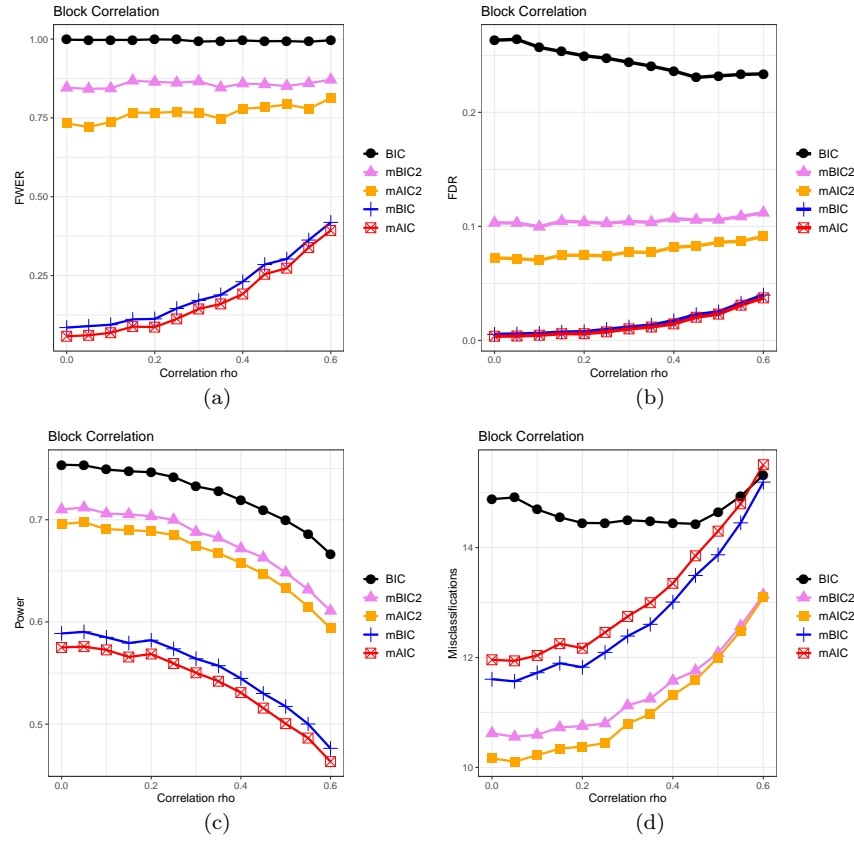 Block Correlation
FWER
1.00
0.75
0.50
0.25
0.0
0.2
0.4
0.6
Correlation rho
BIC
mBIC2
mAIC2
mBIC
mAIC
(a)
Block Correlation
FDR
0.2
0.1
0.0
0.0
0.2
0.4
0.6
Correlation rho
BIC
mBIC2
mAIC2
mBIC
mAIC
(b)
Block Correlation
Power
0.7
0.6
0.5
0.0
0.2
0.4
0.6
Correlation rho
BIC
mBIC2
mAIC2
mBIC
mAIC
(c)
Block Correlation
Misclassifications
14
12
10
0.0
0.2
0.4
0.6
Correlation rho
BIC
mBIC2
mAIC2
mBIC
mAIC
(d)